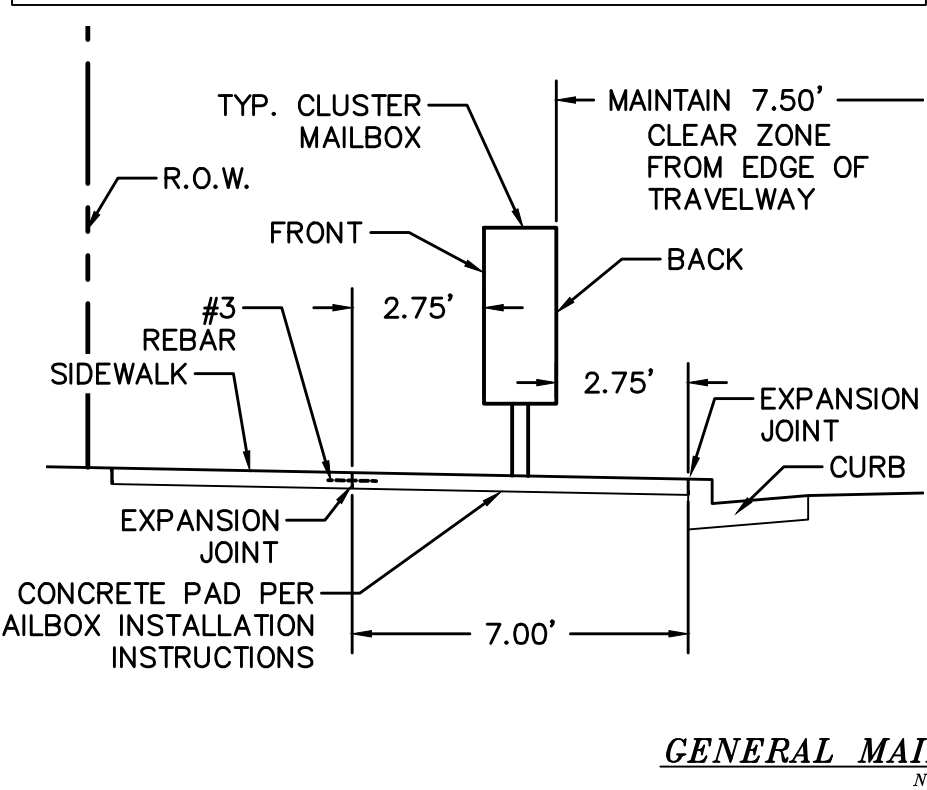 TYP. CLUSTER
MAILBOX
MAINTAIN 7.50'
CLEAR ZONE
FROM EDGE OF
TRAVELWAY
R.O.W.
FRONT
BACK
#3
REBAR
2.75'
SIDEWALK
2.75'
EXPANSION
JOINT
CURB
EXPANSION
JOINT
CONCRETE PAD PER
AILBOX INSTALLATION
INSTRUCTIONS
7.00'
GENERAL MAI
N